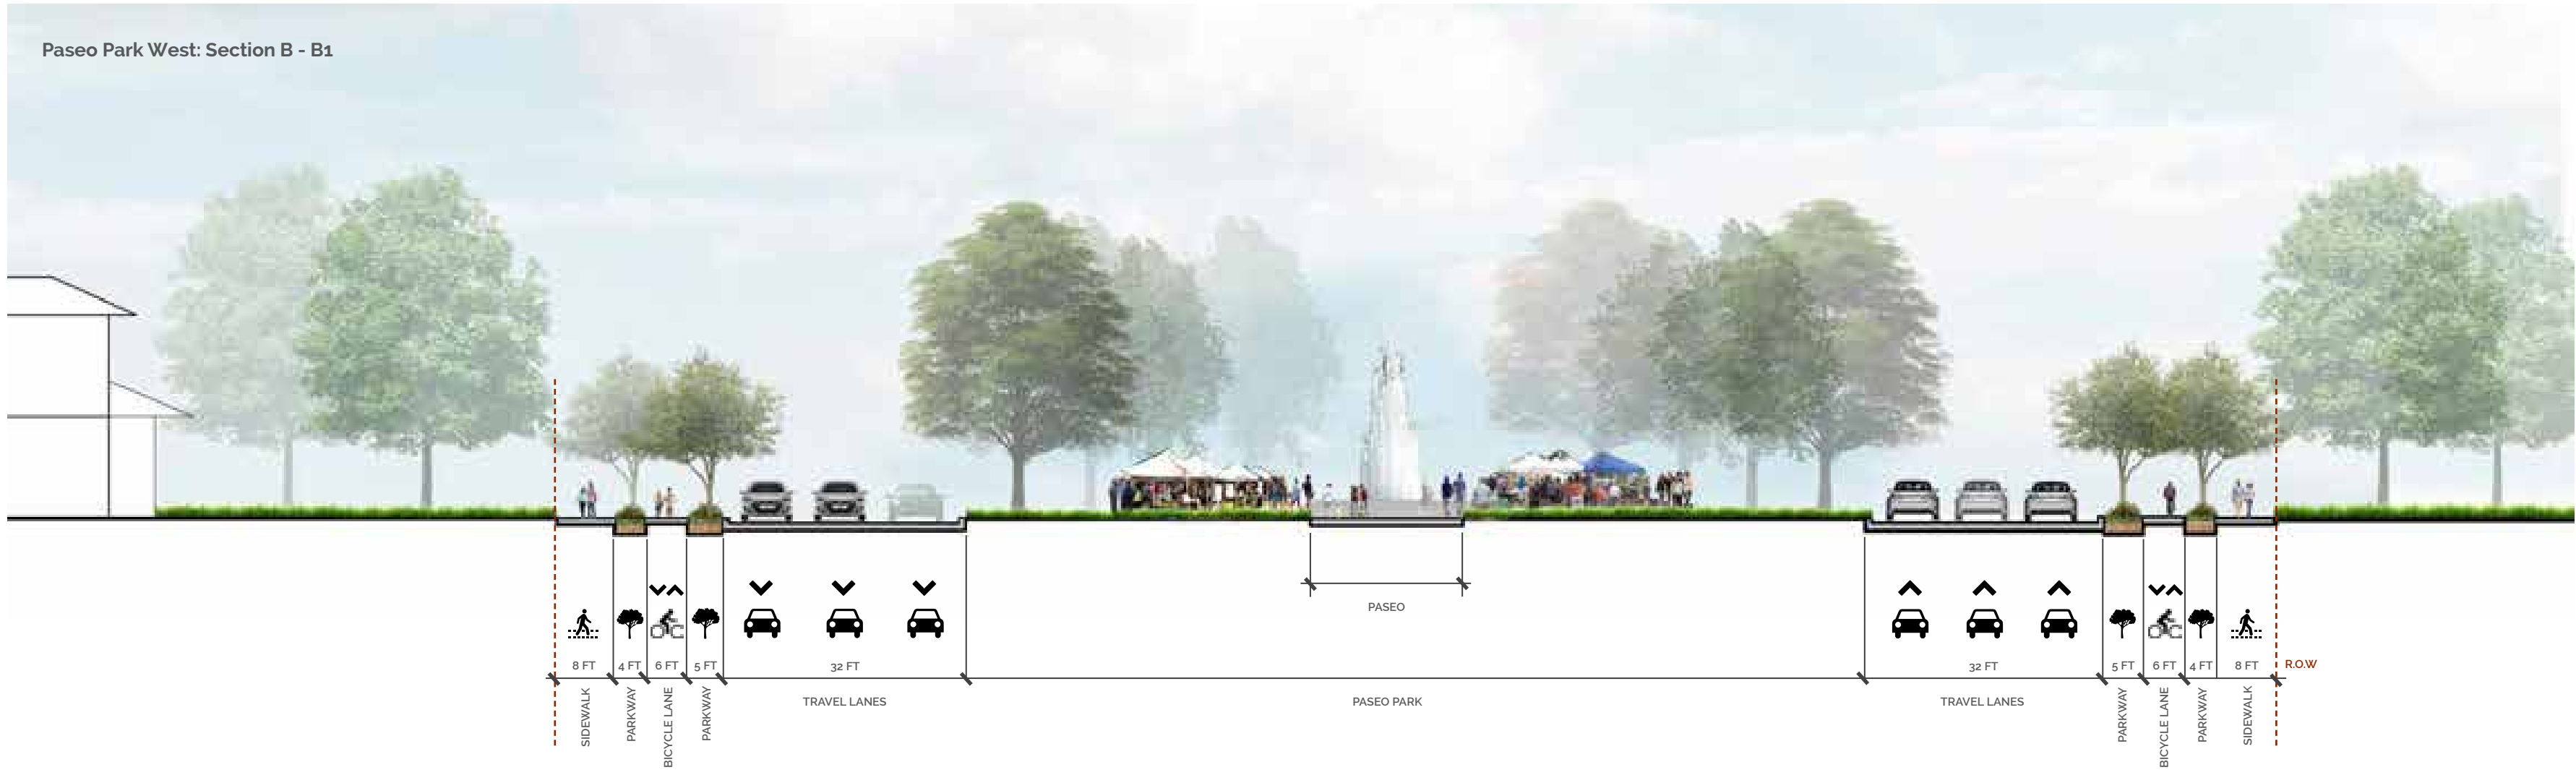 Paseo Park West: Section B - B1
PASEO
8 FT
4 FT
6 FT
5 FT
32 FT
32 FT
5 FT
6 FT
4 FT
8 FT
R.O.W
SIDEWALK
PARKWAY
BICYCLE LANE
PARKWAY
TRAVEL LANES
PASEO PARK
TRAVEL LANES
PARKWAY
BICYCLE LANE
PARKWAY
SIDEWALK